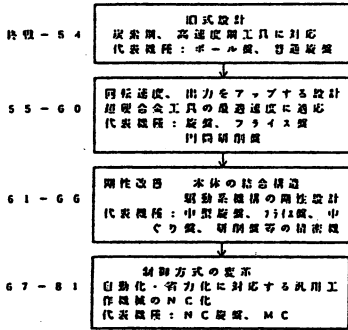 旧式設計
終戦-54
炭素鋼、高速度鋼工具に対応
代表機種:ボール盤、普通旋盤
回転速度、出力をアップする設計
55-60
超硬合金工具の最適速度に適応
代表機種:旋盤、フライス盤
円筒研削盤
剛性改善 本体の結合構造
61-66
駆動系機構の剛性設計
代表機種:中型旋盤、フライス盤、中
ぐり盤、研削盤等の精密機
制御方式の変革
67-81
自動化・省力化に対応する汎用工
作機械のNC化
代表機種:NC旋盤、MC